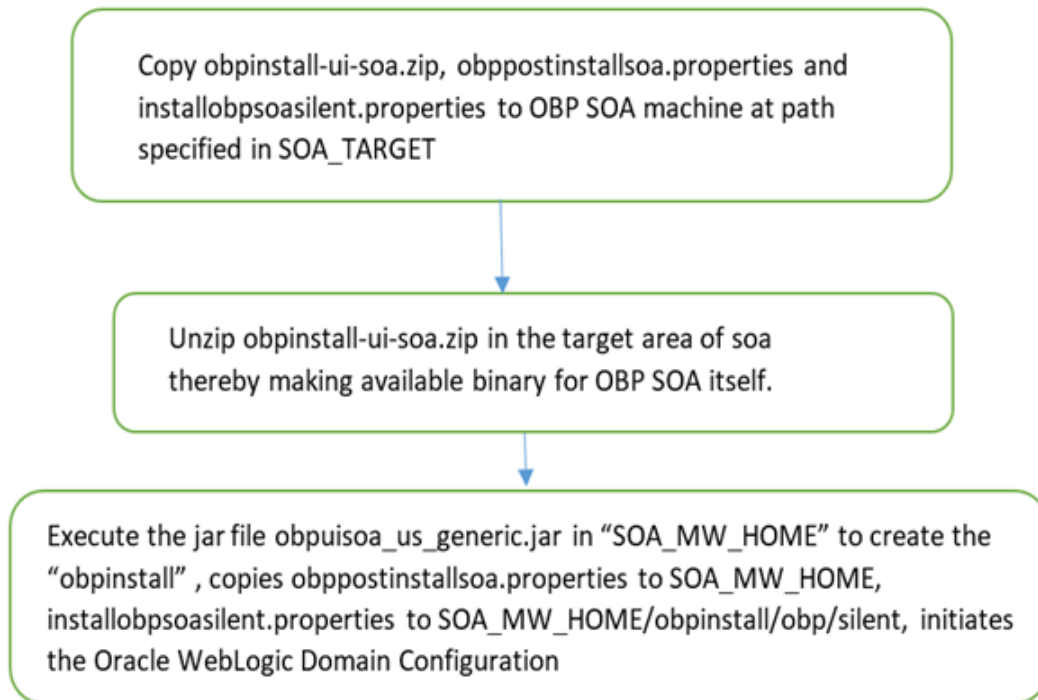 Copy obpinstall-ui-soa.zip, obppostinstallsoa.properties and
installobpsoasilent.properties to OBP SOA machine at path
specified in SOA_TARGET
Unzip obpinstall-ui-soa.zip in the target area of soa
thereby making available binary for OBP SOA itself.
Execute the jar file obpuisoa_us_generic.jar in “SOA_MW_HOME” to create the
“obpinstall” , copies obppostinstallsoa.properties to SOA_MW_HOME,
installobpsoasilent.properties to SOA_MW_HOME/obpinstall/obp/silent, initiates
the Oracle WebLogic Domain Configuration